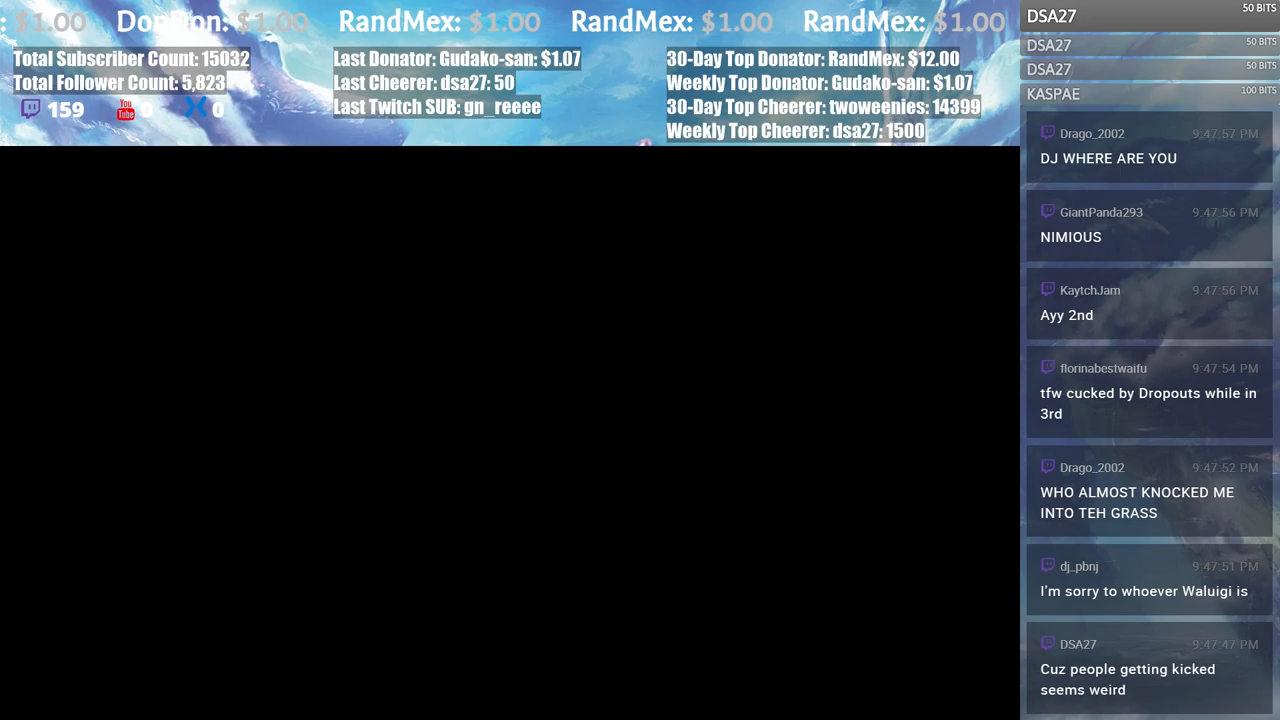 : $1.00 DonDon: $1.00 RandMex: $1.00 RandMex: $1.00 RandMex: $1.00
Total Subscriber Count: 15032
Total Follower Count: 5,823
159 You Tube 0 0
Last Donator: Gudako-san: $1.07
Last Cheerer: dsa27: 50
Last Twitch SUB: gn_reeee
30-Day Top Donator: RandMex: $12.00
Weekly Top Donator: Gudako-san: $1.07
30-Day Top Cheerer: twoweenies: 14399
Weekly Top Cheerer: dsa27: 1500
DSA27 50 BITS
DSA27 50 BITS
DSA27 50 BITS
KASPAE 100 BITS
Drago_2002 9:47:57 PM
DJ WHERE ARE YOU
GiantPanda293 9:47:56 PM
NIMIOUS
KaytchJam 9:47:56 PM
Ayy 2nd
florinabestwaifu 9:47:54 PM
tfw cucked by Dropouts while in
3rd
Drago_2002 9:47:52 PM
WHO ALMOST KNOCKED ME
INTO TEH GRASS
dj_pbnj 9:47:51 PM
I'm sorry to whoever Waluigi is
DSA27 9:47:47 PM
Cuz people getting kicked
seems weird